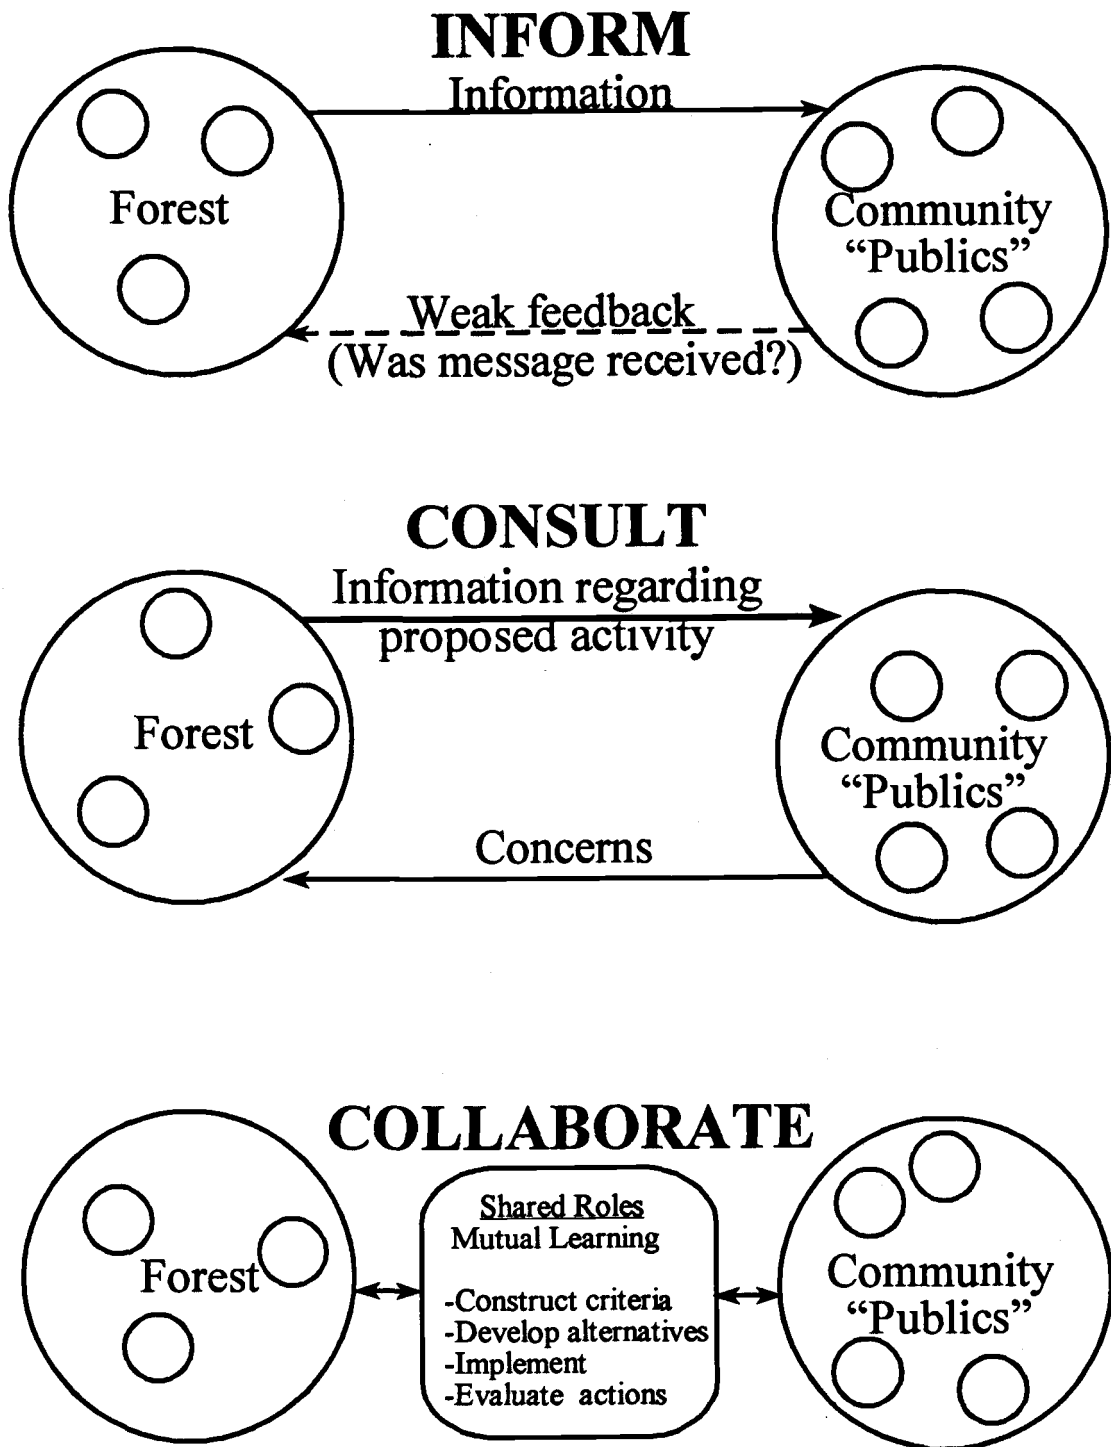 INFORM
Information
Forest
Community
“Publics”
Weak feedback
(Was message received?)
CONSULT
Information regarding
proposed activity
Forest
Community
“Publics”
Concerns
COLLABORATE
Shared Roles
Mutual Learning
-Construct criteria
-Develop alternatives
-Implement
-Evaluate actions
Forest
Community
“Publics”